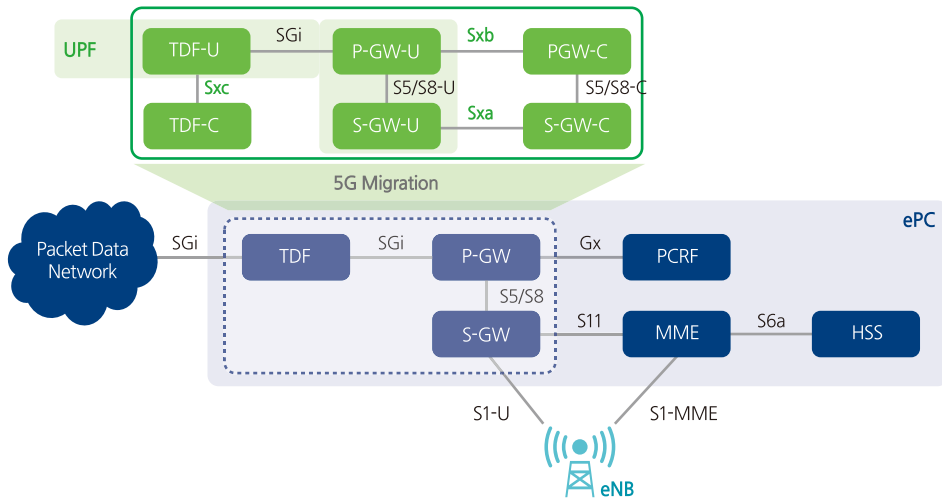 UPF
TDF-U
SGi
P-GW-U
Sxb
PGW-C
Sxc
S5/S8-U
S5/S8-C
TDF-C
S-GW-U
Sxa
S-GW-C
5G Migration
ePC
Packet Data
Network
SGi
TDF
SGi
P-GW
Gx
PCRF
S5/S8
S-GW
S11
MME
S6a
HSS
S1-U
S1-MME
eNB